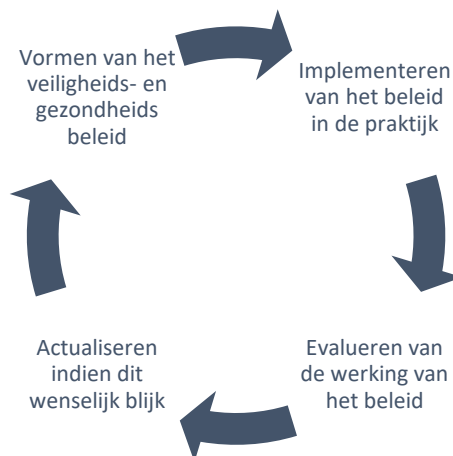 Vormen van het
veiligheids- en
gezondheids
beleid
Implementeren
van het beleid
in de praktijk
Evalueren van
de werking van
het beleid
Actualiseren
indien dit
wenselijk blijk